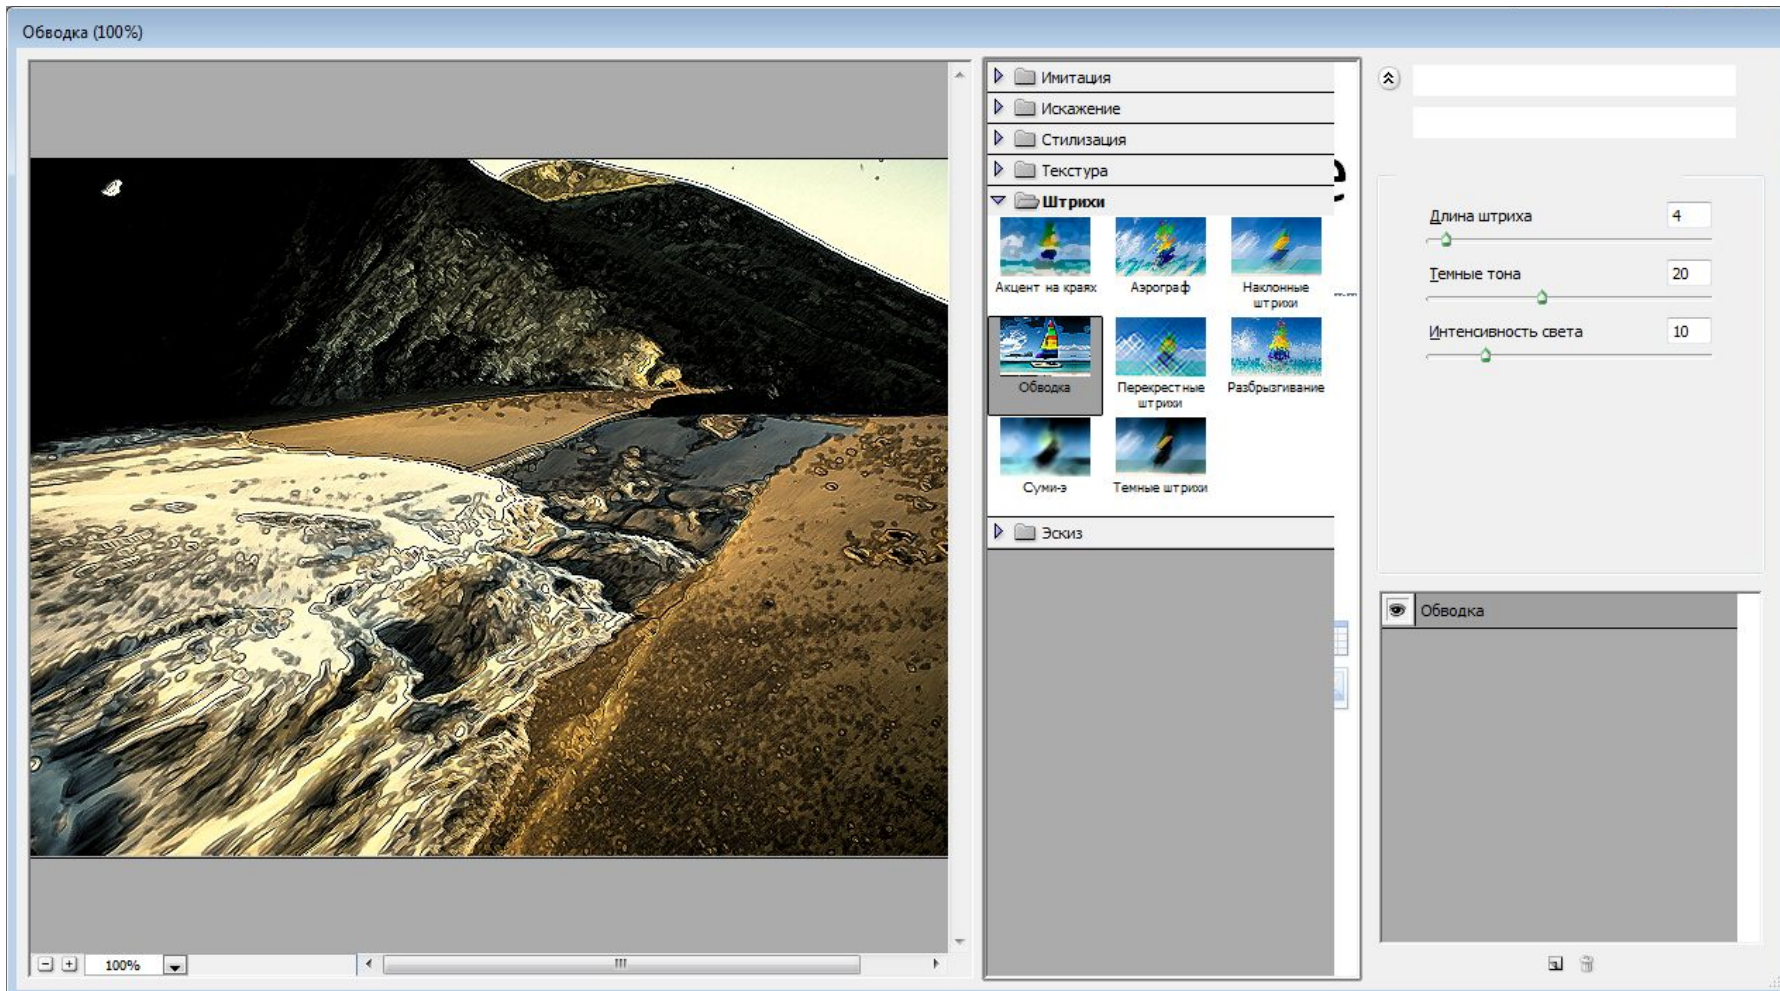 Обводка (100%)
Имитация
Искажение
Стилизация
Текстура
Штрихи
Акцент на краях
Аэрограф
Наклонные штрихи
Обводка
Перекрестные штрихи
Разбрызгивание
Суми-э
Темные штрихи
Эскиз
Длина штриха 4
Темные тона 20
Интенсивность света 10
Обводка
100%